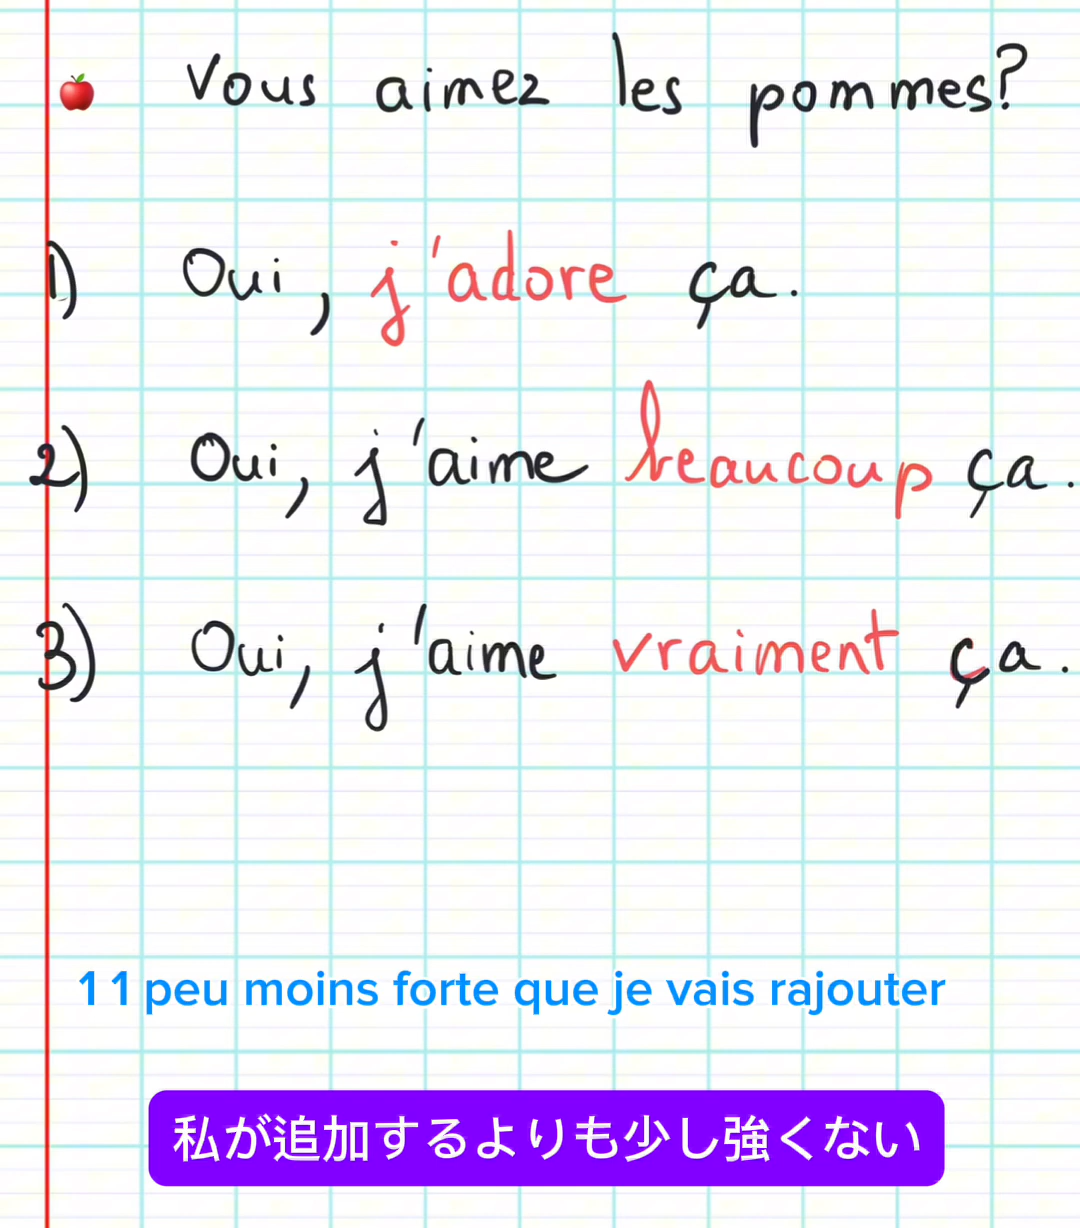 Vous aimez les pommes?
1) Oui, j'adore ça.
2) Oui, j'aime beaucoup ça.
3) Oui, j'aime vraiment ça.
1 1 peu moins forte que je vais rajouter
私が追加するよりも少し強くない